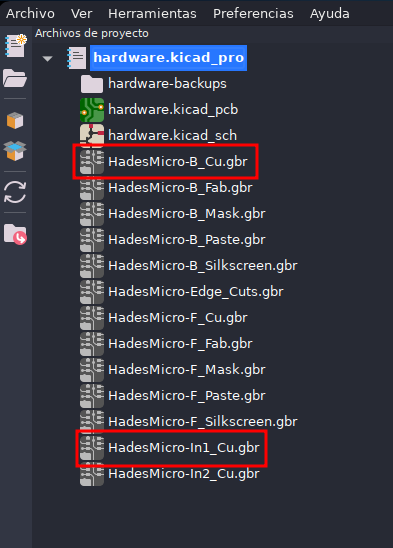 Archivo Ver Herramientas Preferencias Ayuda
Archivos de proyecto
hardware.kicad_pro
hardware-backups
hardware.kicad_pcb
hardware.kicad_sch
HadesMicro-B_Cu.gbr
HadesMicro-B_Fab.gbr
HadesMicro-B_Mask.gbr
HadesMicro-B_Paste.gbr
HadesMicro-B_Silkscreen.gbr
HadesMicro-Edge_Cuts.gbr
HadesMicro-F_Cu.gbr
HadesMicro-F_Fab.gbr
HadesMicro-F_Mask.gbr
HadesMicro-F_Paste.gbr
HadesMicro-F_Silkscreen.gbr
HadesMicro-In1_Cu.gbr
HadesMicro-In2_Cu.gbr